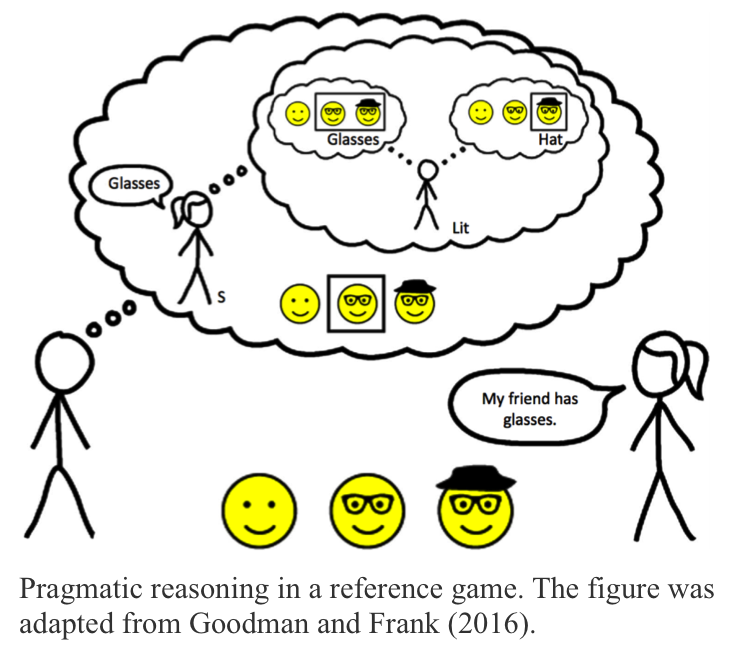 Glasses
Hat
Glasses
Lit
S
My friend has
glasses.
Pragmatic reasoning in a reference game. The figure was
adapted from Goodman and Frank (2016).